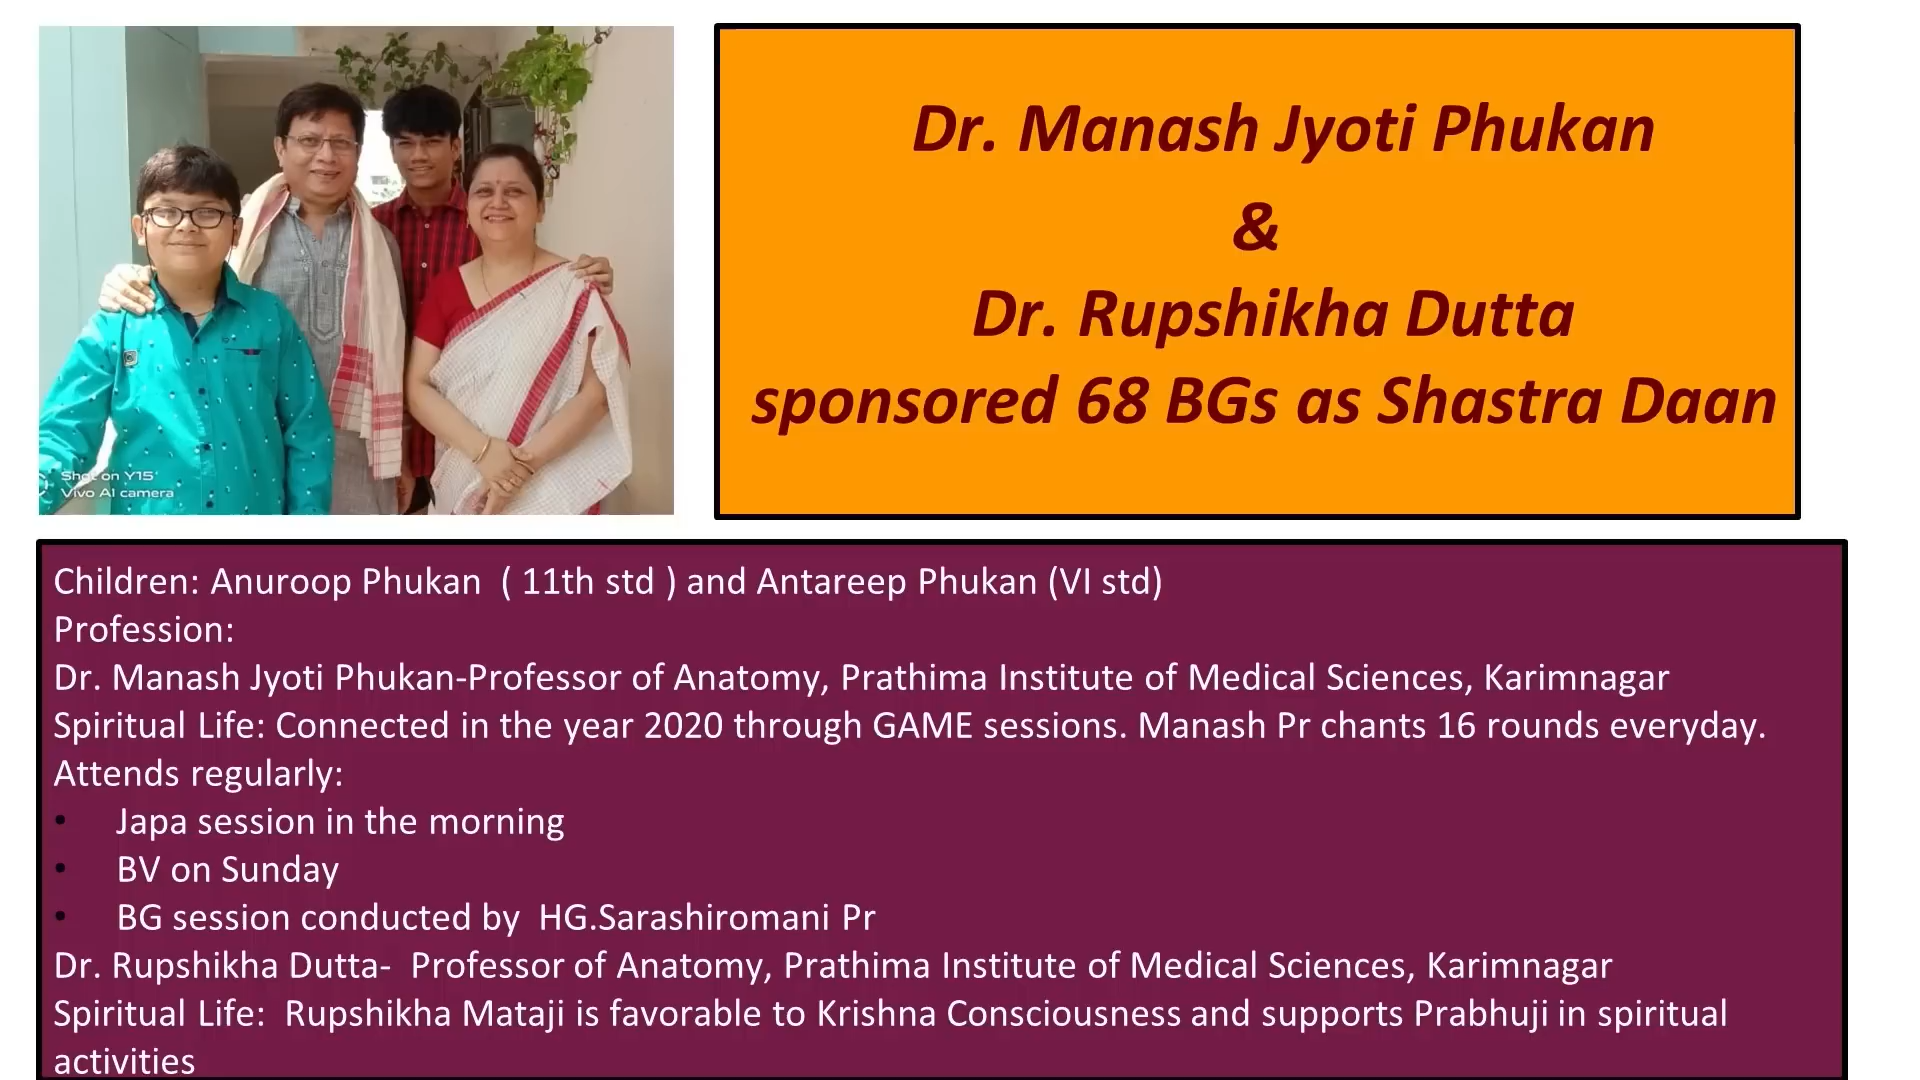 Dr. Manash Jyoti Phukan
&
Dr. Rupshikha Dutta
sponsored 68 BGs as Shastra Daan
Shot on Y15
Vivo AI camera
Children: Anuroop Phukan  ( 11th std ) and Antareep Phukan (VI std)
Profession:
Dr. Manash Jyoti Phukan-Professor of Anatomy, Prathima Institute of Medical Sciences, Karimnagar
Spiritual Life: Connected in the year 2020 through GAME sessions. Manash Pr chants 16 rounds everyday.
Attends regularly:
• Japa session in the morning
• BV on Sunday
• BG session conducted by  HG.Sarashiromani Pr
Dr. Rupshikha Dutta-  Professor of Anatomy, Prathima Institute of Medical Sciences, Karimnagar
Spiritual Life:  Rupshikha Mataji is favorable to Krishna Consciousness and supports Prabhuji in spiritual
activities